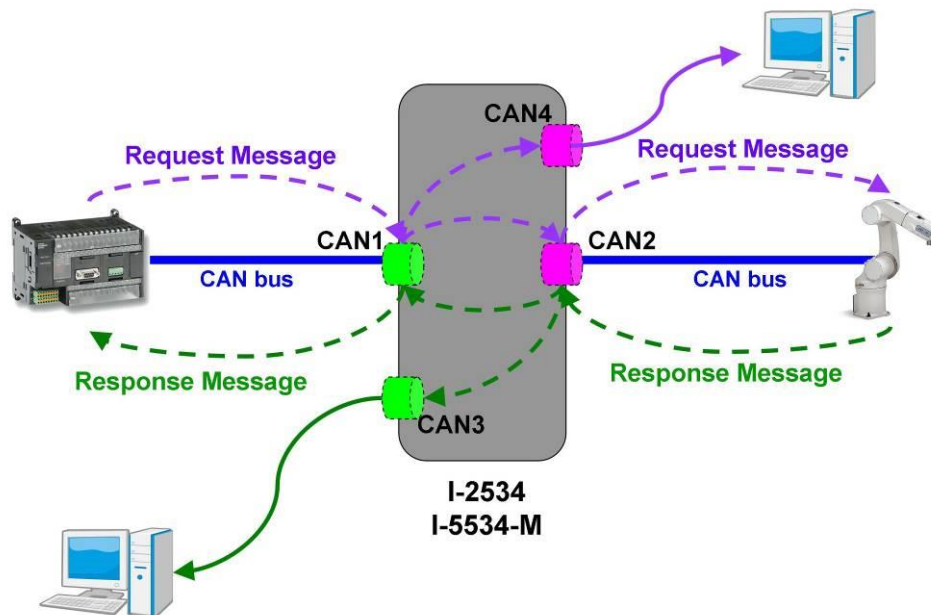 CAN4
Request Message
Request Message
CAN1
CAN2
CAN bus
CAN bus
Response Message
Response Message
CAN3
I-2534
I-5534-M